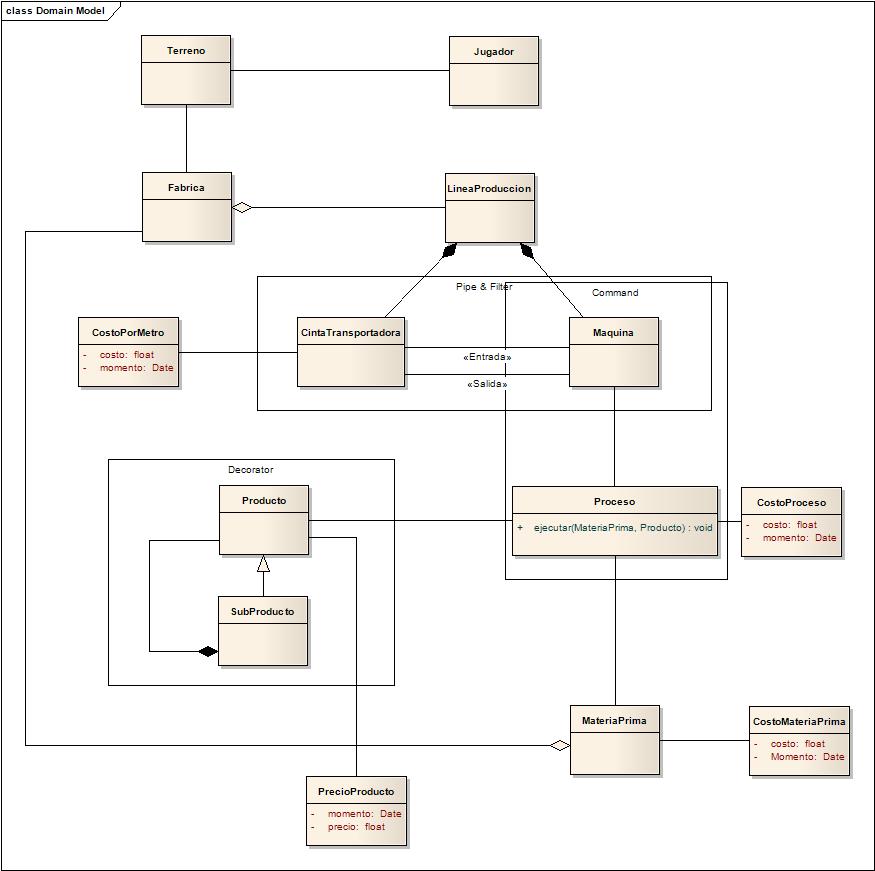 class Domain Model
Terreno
Jugador
Fabrica
LineaProduccion
Pipe & Filter
Command
CostoPorMetro
- costo: float
- momento: Date
CintaTransportadora
Maquina
«Entrada»
«Salida»
Decorator
Producto
Proceso
+ ejecutar(MateriaPrima, Producto) : void
CostoProceso
- costo: float
- momento: Date
SubProducto
MateriaPrima
CostoMateriaPrima
- costo: float
- Momento: Date
PrecioProducto
- momento: Date
- precio: float